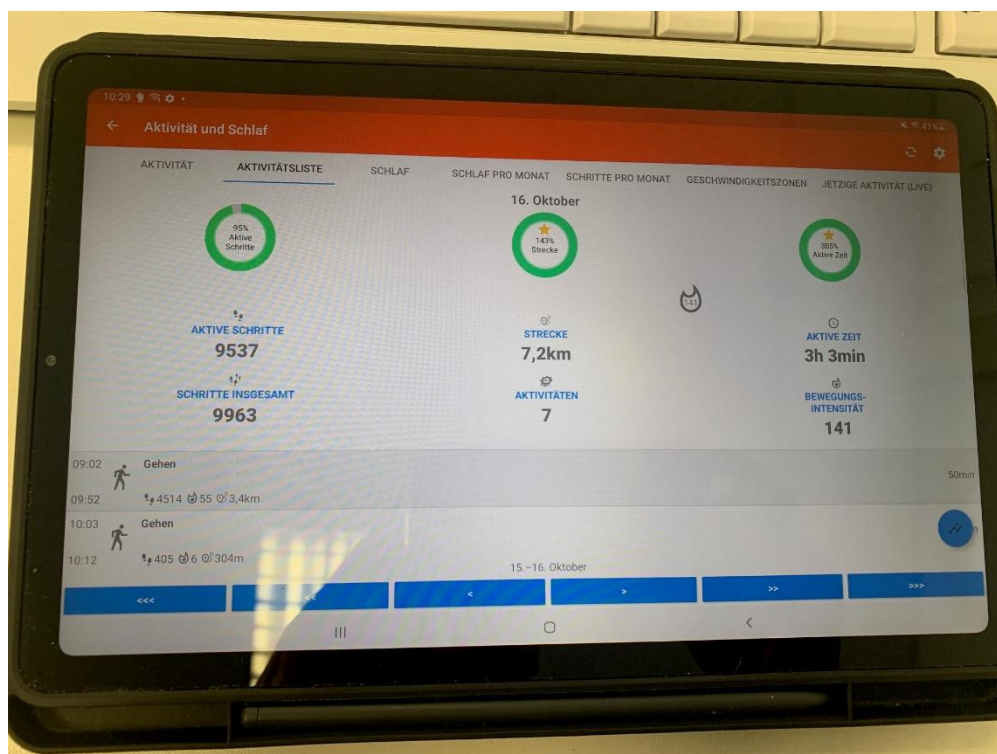 10:29
41%
Aktivität und Schlaf
AKTIVITÄT AKTIVITÄTSLISTE SCHLAF SCHLAF PRO MONAT SCHRITTE PRO MONAT GESCHWINDIGKEITSZONEN JETZIGE AKTIVITÄT (LIVE)
16. Oktober
95%
Aktive
Schritte
143%
Strecke
305%
Aktive Zeit
141
AKTIVE SCHRITTE
9537
STRECKE
7,2km
AKTIVE ZEIT
3h 3min
SCHRITTE INSGESAMT
9963
AKTIVITÄTEN
7
BEWEGUNGS-
INTENSITÄT
141
09:02 Gehen
50min
09:52 4514 55 3,4km
10:03 Gehen
10:12 405 6 304m
15.–16. Oktober
<<< << < > >> >>>